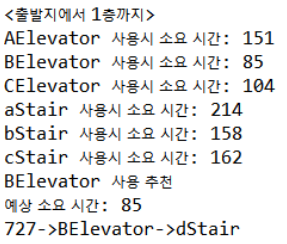 <출발지에서 1층까지>
AElevator 사용시 소요 시간: 151
BElevator 사용시 소요 시간: 85
CElevator 사용시 소요 시간: 104
aStair 사용시 소요 시간: 214
bStair 사용시 소요 시간: 158
cStair 사용시 소요 시간: 162
BElevator 사용 추천
예상 소요 시간: 85
727->BElevator->dStair